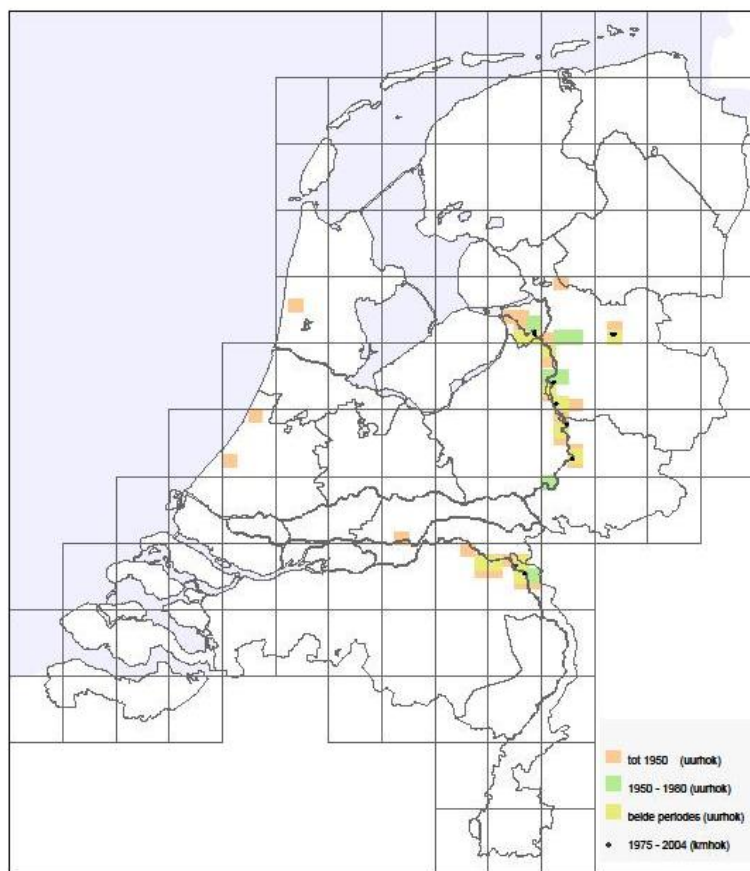 tot 1950 (uurhok)
1950 - 1980 (uurhok)
beide periodes (uurhok)
1975 - 2004 (kmhok)